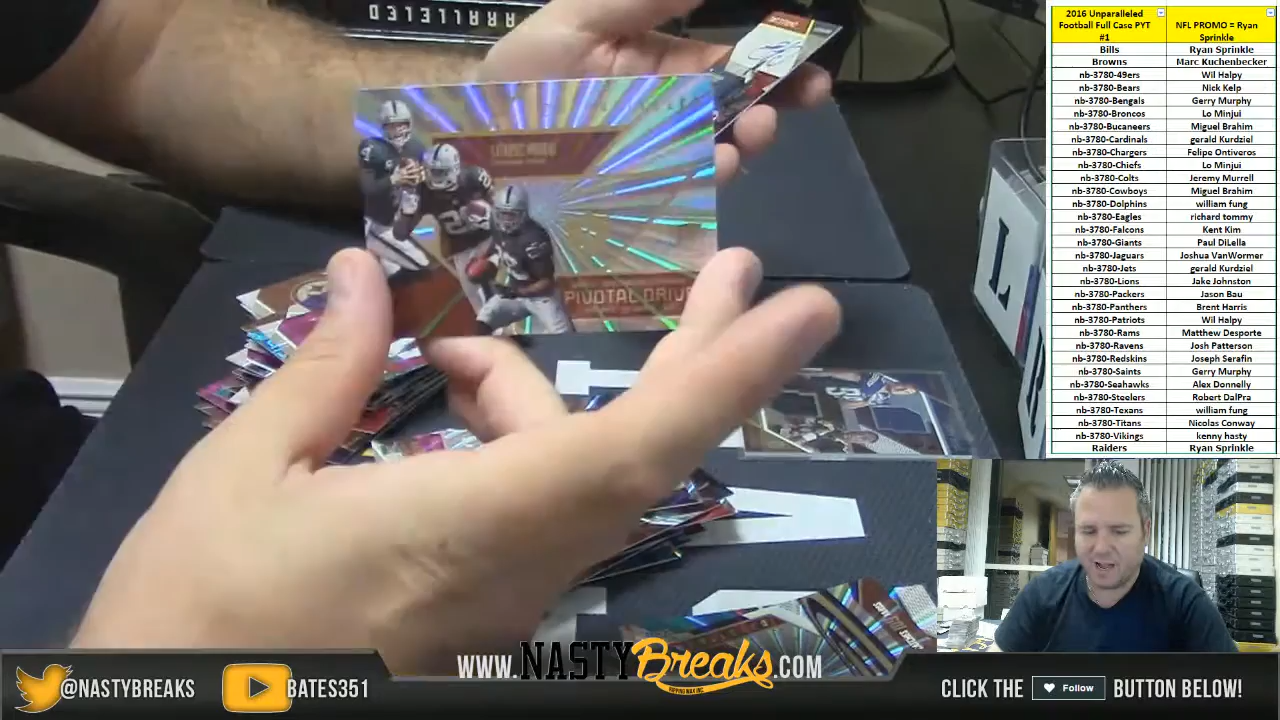 2016 Unparalleled Football Full Case PYT #1 NFL PROMO = Ryan Sprinkle
Bills Ryan Sprinkle
Browns Marc Kuchenbecker
nb-3780-49ers Wil Halpy
nb-3780-Bears Nick Kelp
nb-3780-Bengals Gerry Murphy
nb-3780-Broncos Lo Minjui
nb-3780-Bucaneers Miguel Brahim
nb-3780-Cardinals gerald Kurdziel
nb-3780-Chargers Felipe Ontiveros
nb-3780-Chiefs Lo Minjui
nb-3780-Colts Jeremy Murrell
nb-3780-Cowboys Miguel Brahim
nb-3780-Dolphins william fung
nb-3780-Eagles richard tommy
nb-3780-Falcons Kent Kim
nb-3780-Giants Paul DiLella
nb-3780-Jaguars Joshua VanWormer
nb-3780-Jets gerald Kurdziel
nb-3780-Lions Jake Johnston
nb-3780-Packers Jason Bau
nb-3780-Panthers Brent Harris
nb-3780-Patriots Wil Halpy
nb-3780-Rams Matthew Desporte
nb-3780-Ravens Josh Patterson
nb-3780-Redskins Joseph Serafin
nb-3780-Saints Gerry Murphy
nb-3780-Seahawks Alex Donnelly
nb-3780-Steelers Robert DalPra
nb-3780-Texans william fung
nb-3780-Titans Nicolas Conway
nb-3780-Vikings kenny hasty
Raiders Ryan Sprinkle
PIVOTAL DRIV
@NASTYBREAKS
BATES351
WWW.NASTYBreaks.COM
CLICK THE Follow BUTTON BELOW!